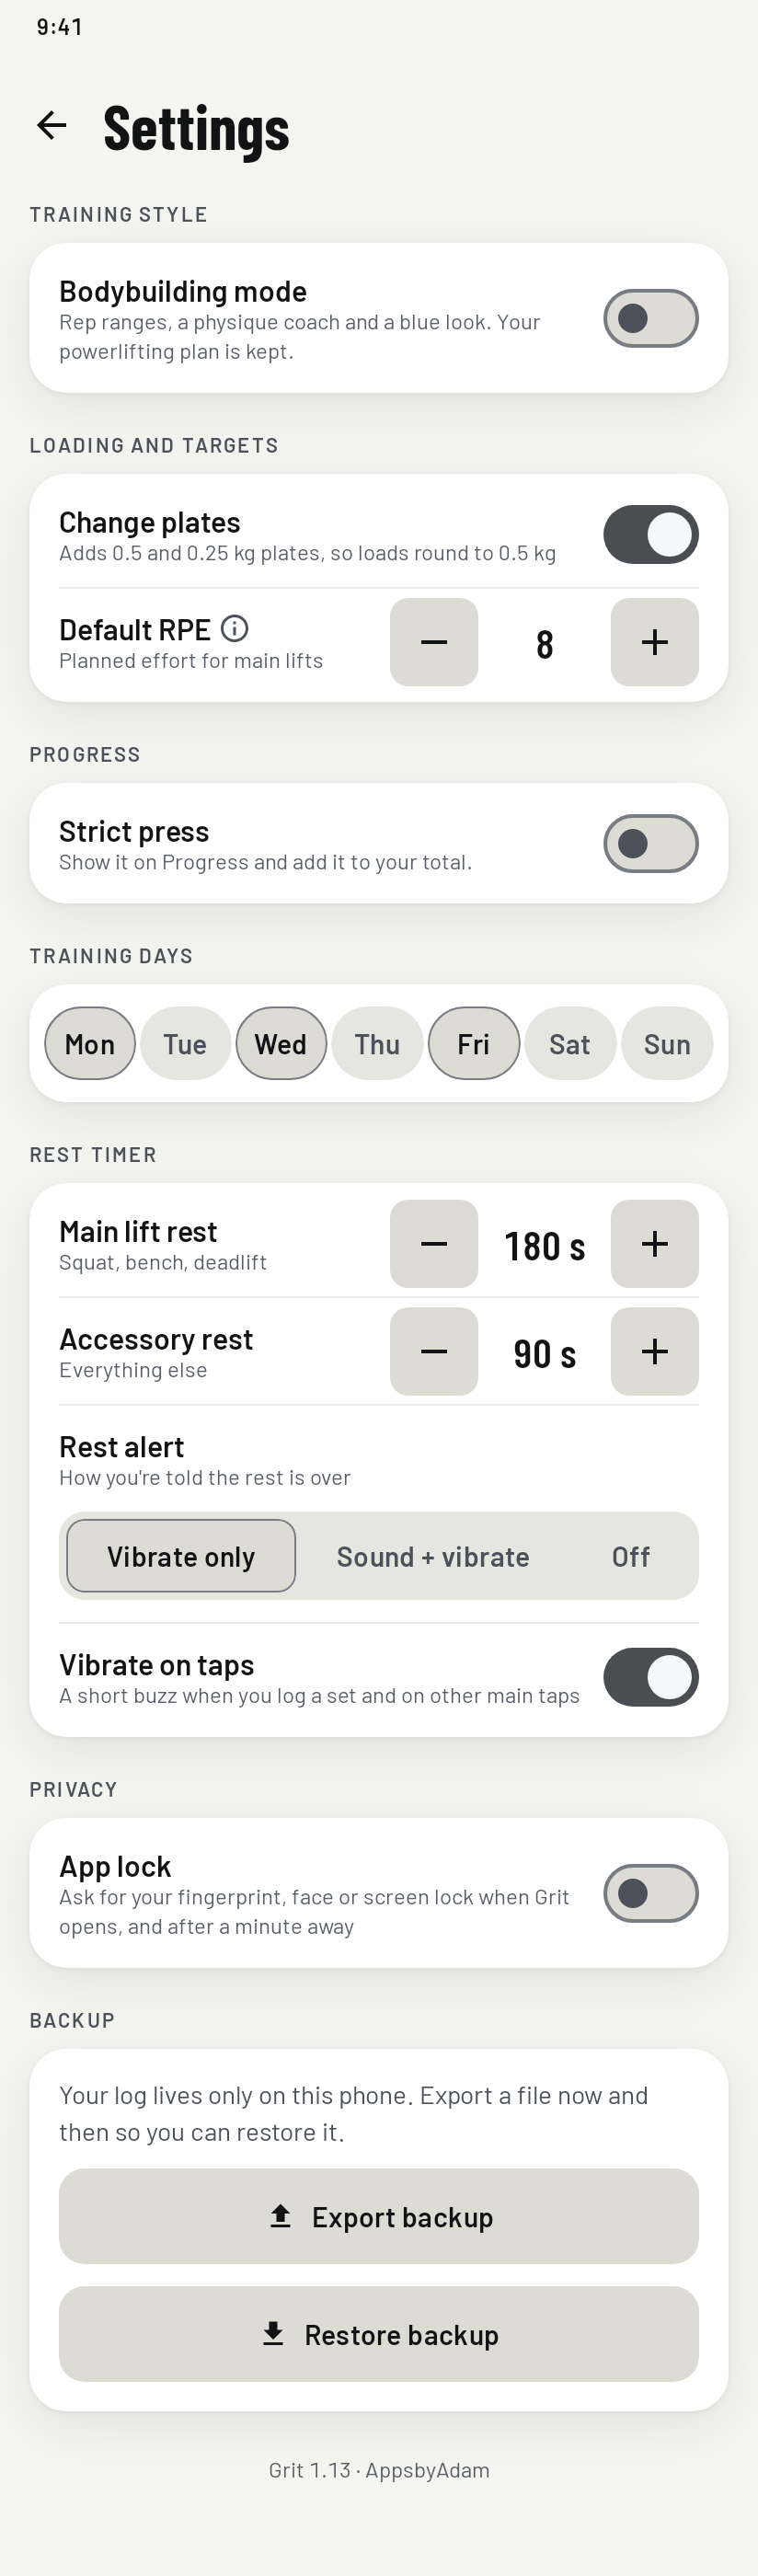 9:41
Settings
TRAINING STYLE
Bodybuilding mode
Rep ranges, a physique coach and a blue look. Your
powerlifting plan is kept.
LOADING AND TARGETS
Change plates
Adds 0.5 and 0.25 kg plates, so loads round to 0.5 kg
Default RPE
Planned effort for main lifts
8
PROGRESS
Strict press
Show it on Progress and add it to your total.
TRAINING DAYS
Mon Tue Wed Thu Fri Sat Sun
REST TIMER
Main lift rest
Squat, bench, deadlift
180 s
Accessory rest
Everything else
90 s
Rest alert
How you're told the rest is over
Vibrate only Sound + vibrate Off
Vibrate on taps
A short buzz when you log a set and on other main taps
PRIVACY
App lock
Ask for your fingerprint, face or screen lock when Grit
opens, and after a minute away
BACKUP
Your log lives only on this phone. Export a file now and
then so you can restore it.
Export backup
Restore backup
Grit 1.13 · AppsbyAdam